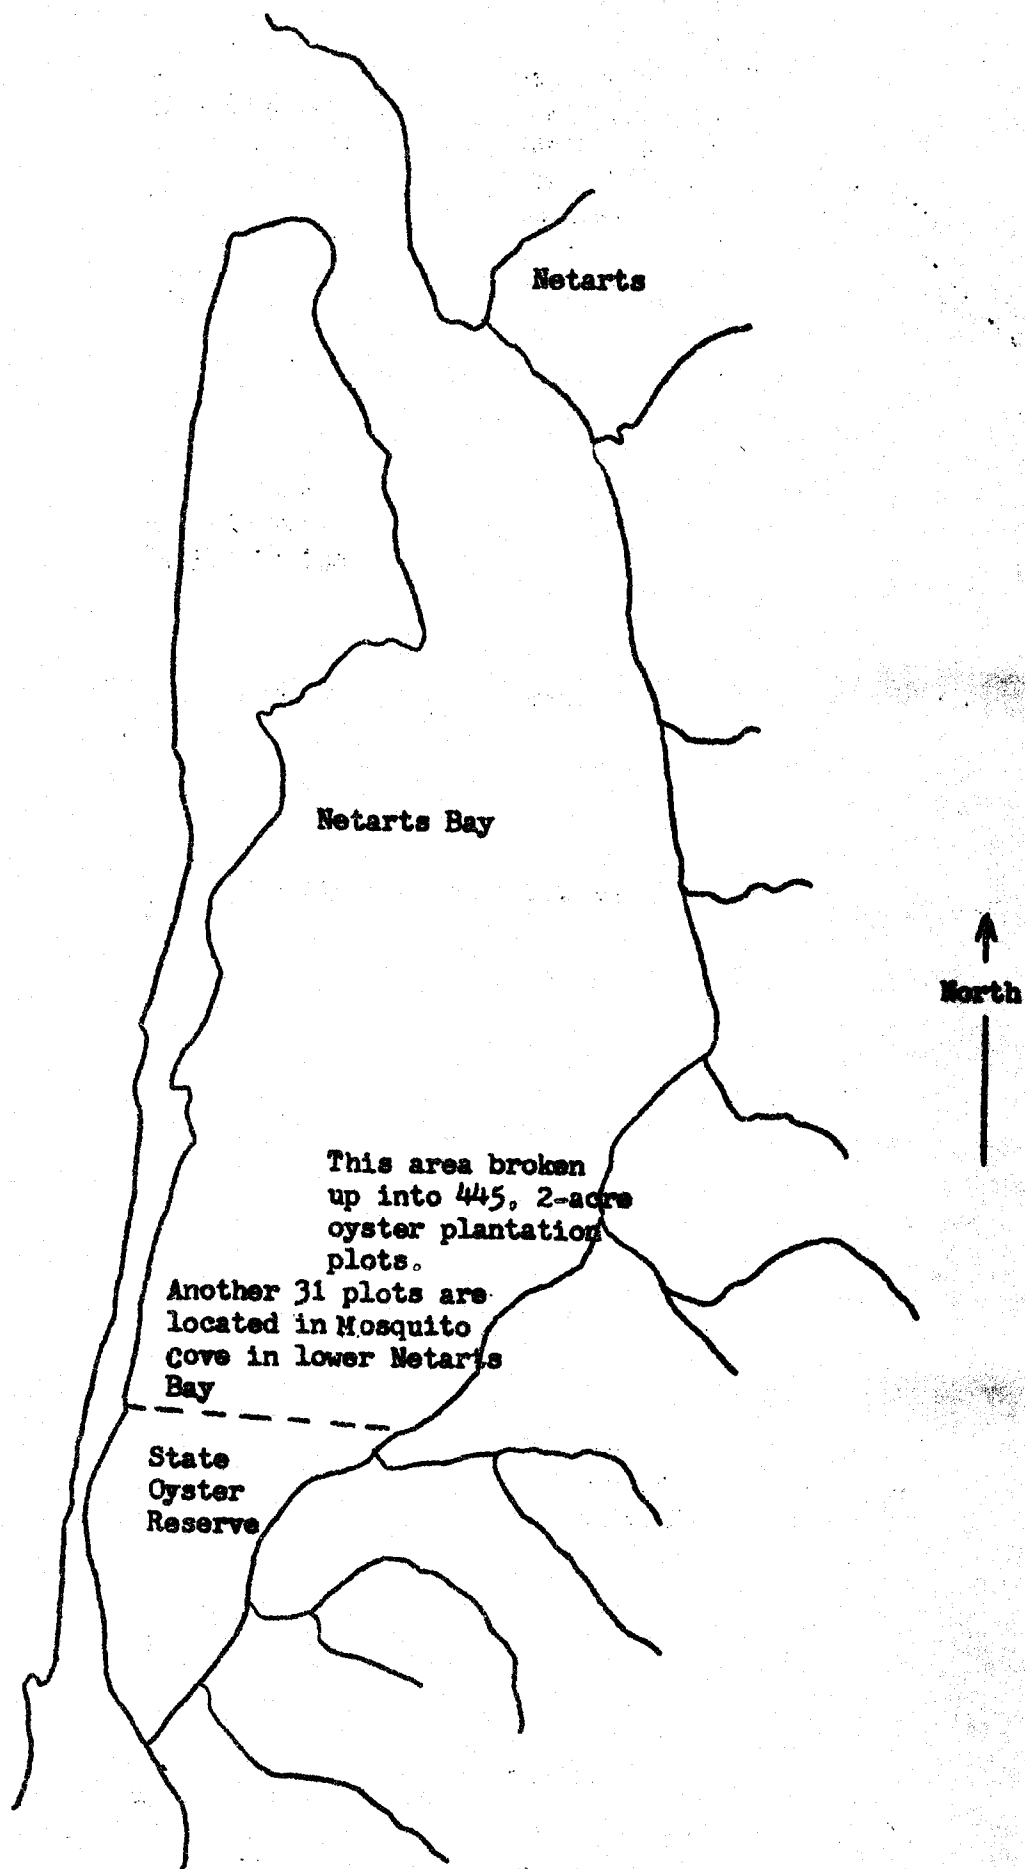 Netarts
Netarts Bay
North
This area broken
up into 445, 2-acre
oyster plantation
plots.
Another 31 plots are
located in Mosquito
Cove in lower Netarts
Bay
State
Oyster
Reserve